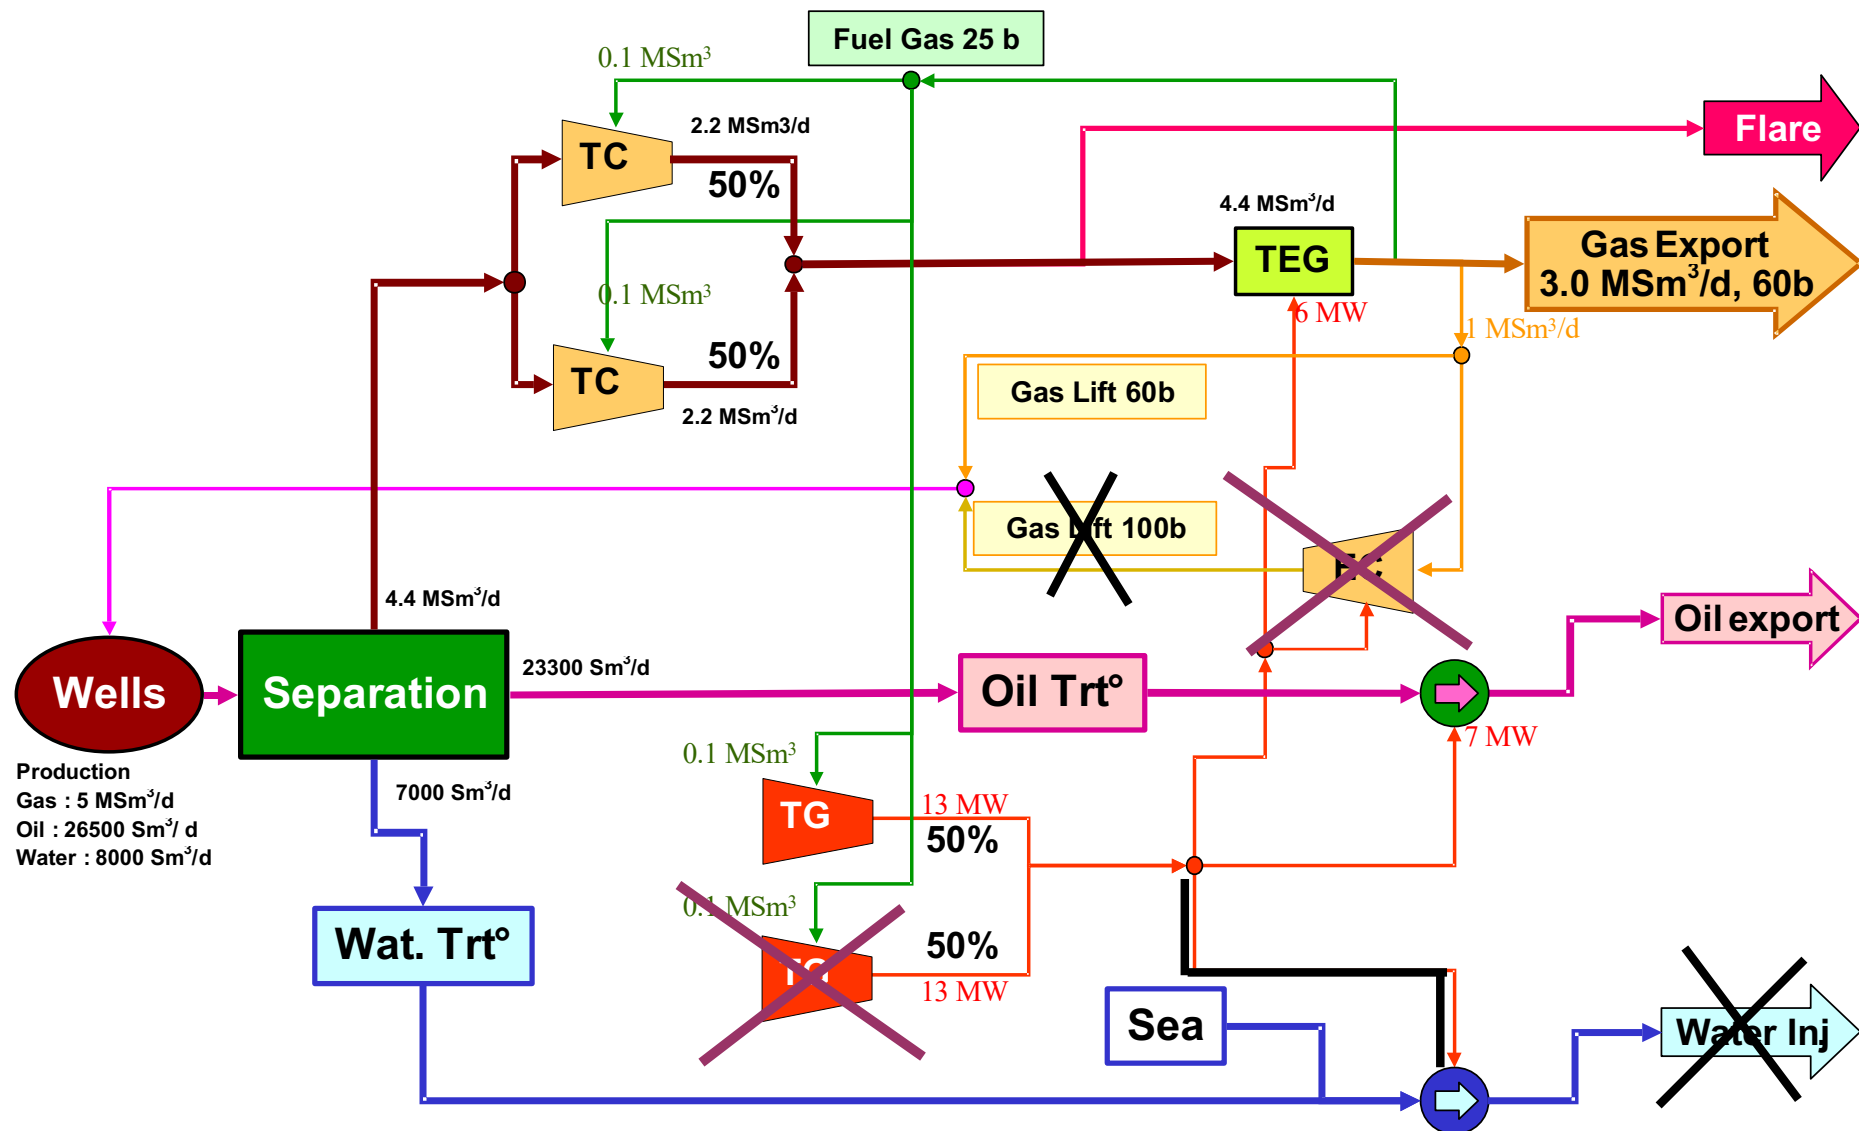 Fuel Gas 25 b
0.1 MSm³
Flare
2.2 MSm3/d
TC
50%
4.4 MSm³/d
TEG
Gas Export
3.0 MSm³/d, 60b
0.1 MSm³
6 MW
1 MSm³/d
TC
50%
2.2 MSm³/d
Gas Lift 60b
Gas Lift 100b
EC
4.4 MSm³/d
Oil export
Wells
Separation
23300 Sm³/d
Oil Trt°
7 MW
Production
Gas : 5 MSm³/d
Oil : 26500 Sm³/ d
Water : 8000 Sm³/d
7000 Sm³/d
0.1 MSm³
TG
13 MW
50%
0.1 MSm³
TG
50%
13 MW
Wat. Trt°
Sea
Water Inj